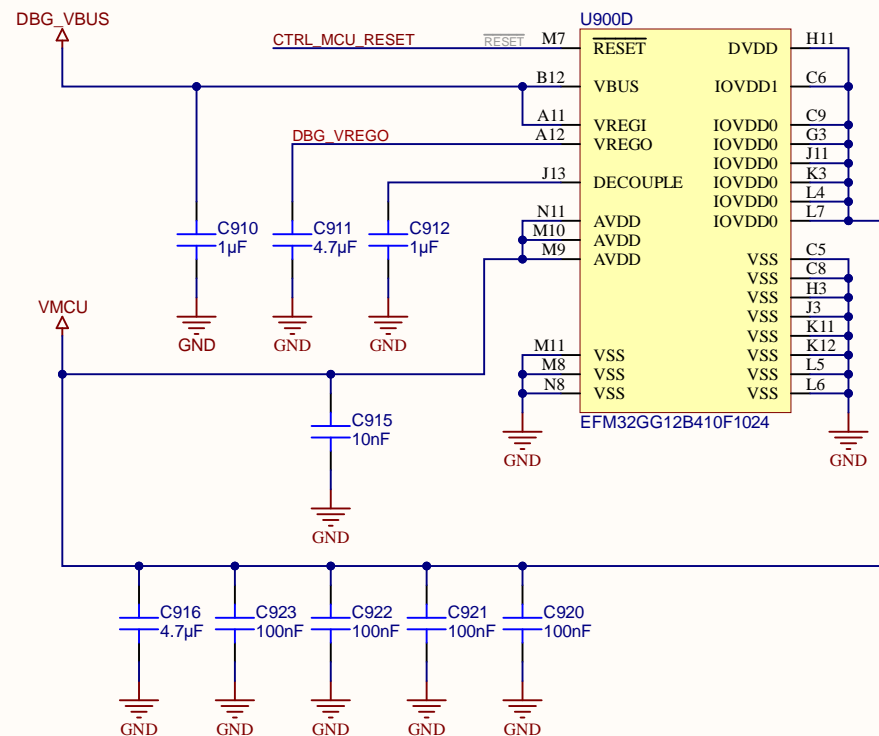 DBG_VBUS
U900D
CTRL_MCU_RESET
RESET
M7
RESET
DVDD
H11
B12
VBUS
IOVDD1
C6
A11
VREGI
IOVDD0
C9
DBG_VREGO
A12
VREGO
IOVDD0
G3
IOVDD0
J11
J13
DECOUPLE
IOVDD0
K3
IOVDD0
L4
N11
AVDD
IOVDD0
L7
M10
AVDD
M9
AVDD
VSS
C5
VSS
C8
VSS
H3
VSS
J3
VSS
K11
M11
VSS
VSS
K12
M8
VSS
VSS
L5
N8
VSS
VSS
L6
EFM32GG12B410F1024
C910
1µF
C911
4.7µF
C912
1µF
GND
GND
GND
VMCU
C915
10nF
GND
GND
GND
C916
4.7µF
C923
100nF
C922
100nF
C921
100nF
C920
100nF
GND
GND
GND
GND
GND